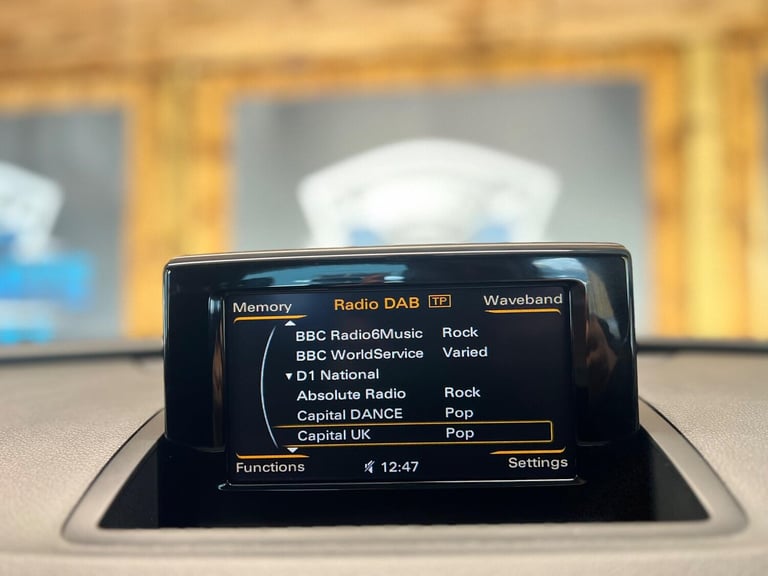 Memory Radio DAB TP Waveband
BBC Radio6Music Rock
BBC WorldService Varied
D1 National
Absolute Radio Rock
Capital DANCE Pop
Capital UK Pop
Functions 12:47 Settings